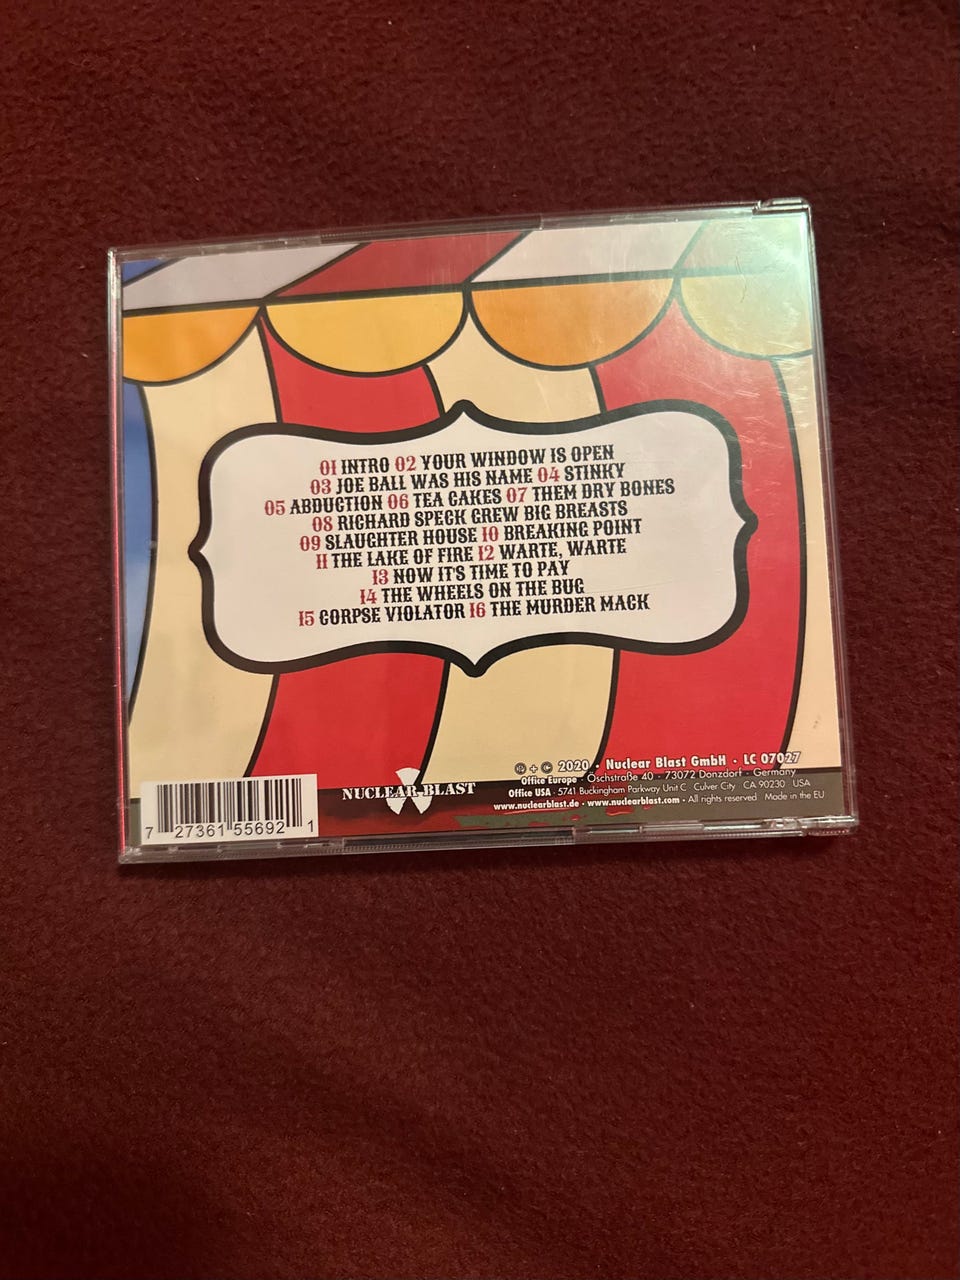 01 INTRO 02 YOUR WINDOW IS OPEN
03 JOE BALL WAS HIS NAME 04 STINKY
05 ABDUCTION 06 TEA CAKES 07 THEM DRY BONES
08 RICHARD SPECK GREW BIG BREASTS
09 SLAUGHTER HOUSE 10 BREAKING POINT
11 THE LAKE OF FIRE 12 WARTE, WARTE
13 NOW IT'S TIME TO PAY
14 THE WHEELS ON THE BUG
15 CORPSE VIOLATOR 16 THE MURDER MACK
7 27361 55692 1
NUCLEAR BLAST
℗ + © 2020 • Nuclear Blast GmbH • LC 07027
Office Europe · Öschstraße 40 · 73072 Donzdorf · Germany
Office USA · 5741 Buckingham Parkway Unit C Culver City CA 90230 USA
www.nuclearblast.de · www.nuclearblast.com · All rights reserved Made in the EU